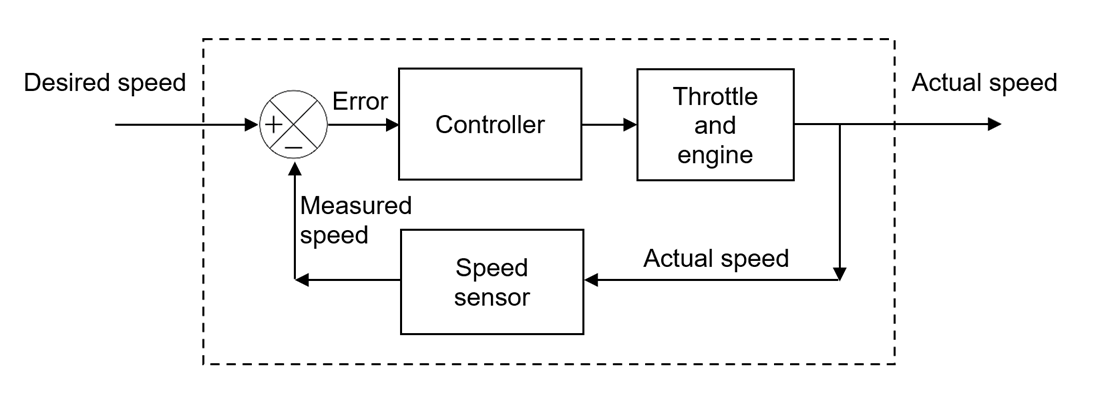 Desired speed
Actual speed
Error
+
−
Controller
Throttle
and
engine
Measured
speed
Speed
sensor
Actual speed